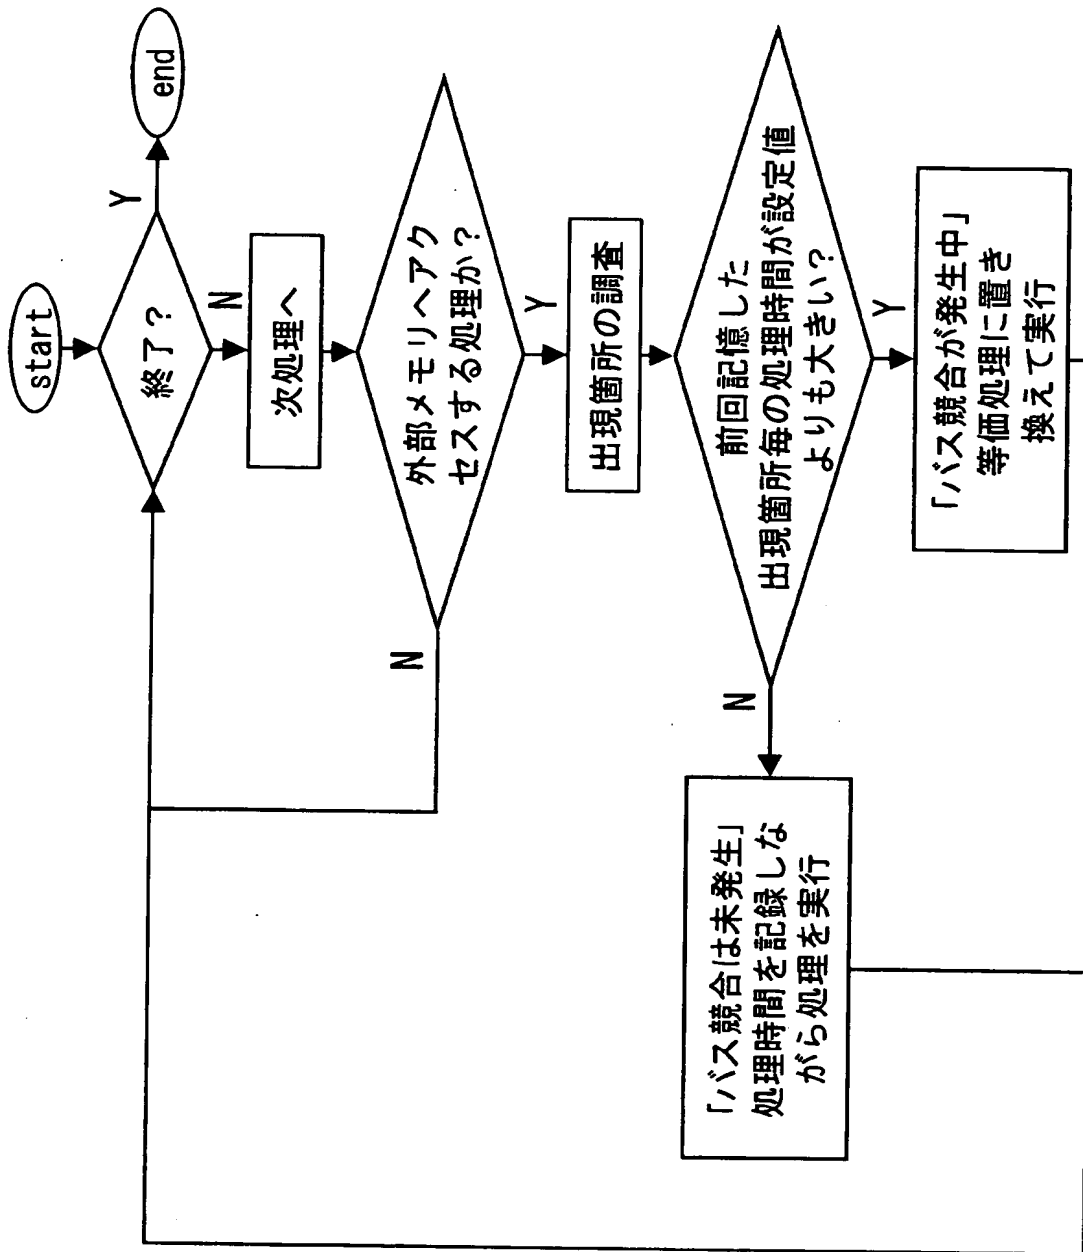 start
終了?
Y
end
N
次処理へ
外部メモリへアク
セスする処理か?
N
Y
出現箇所の調査
前回記憶した
出現箇所毎の処理時間が設定値
よりも大きい?
N
Y
「バス競合は未発生」
処理時間を記録しな
がら処理を実行
「バス競合が発生中」
等価処理に置き
換えて実行